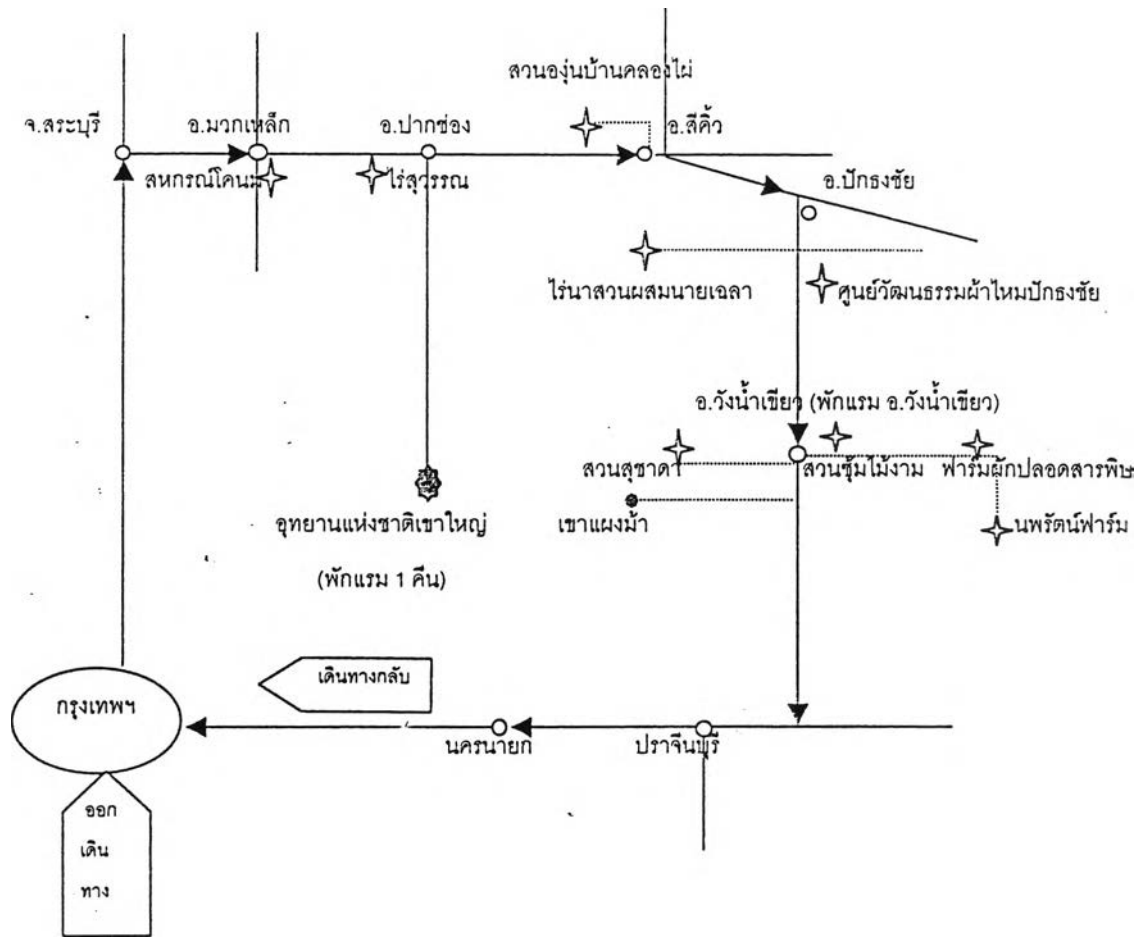 สวนองุ่นบ้านคลองไผ่
จ.สระบุรี
อ.มวกเหล็ก
อ.ปากช่อง
อ.สีคิ้ว
สหกรณ์โคนม
ไร่สุวรรณ
อ.ปักธงชัย
ไร่นาสวนผสมนายเฉลา
ศูนย์วัฒนธรรมผ้าไหมปักธงชัย
อ.วังน้ำเขียว (พักแรม อ.วังน้ำเขียว)
สวนสุชาดา
สวนซุ้มไม้งาม
ฟาร์มผักปลอดสารพิษ
เขาแผงม้า
นพรัตน์ฟาร์ม
อุทยานแห่งชาติเขาใหญ่
(พักแรม 1 คืน)
เดินทางกลับ
กรุงเทพฯ
นครนายก
ปราจีนบุรี
ออก
เดิน
ทาง